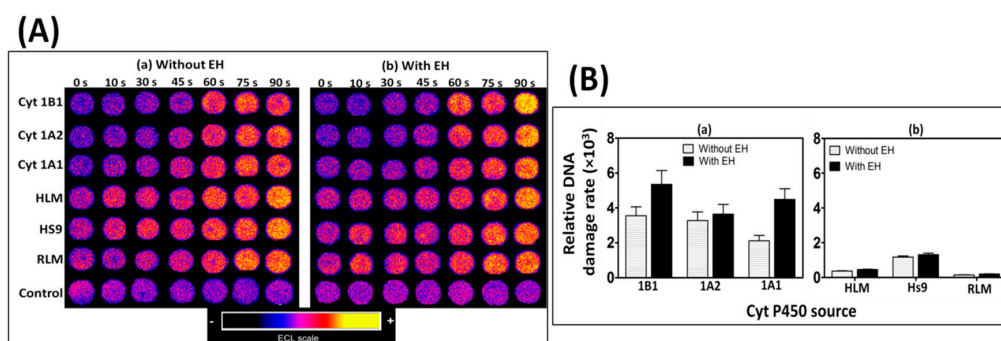 (A)
(a) Without EH
(b) With EH
0 s 10 s 30 s 45 s 60 s 75 s 90 s
0 s 10 s 30 s 45 s 60 s 75 s 90 s
Cyt 1B1
Cyt 1A2
Cyt 1A1
HLM
HS9
RLM
Control
- +
ECL scale
(B)
(a)
(b)
Without EH
With EH
Without EH
With EH
Relative DNA
damage rate (×10³)
8
6
4
2
0
8
6
4
2
0
1B1 1A2 1A1
HLM Hs9 RLM
Cyt P450 source